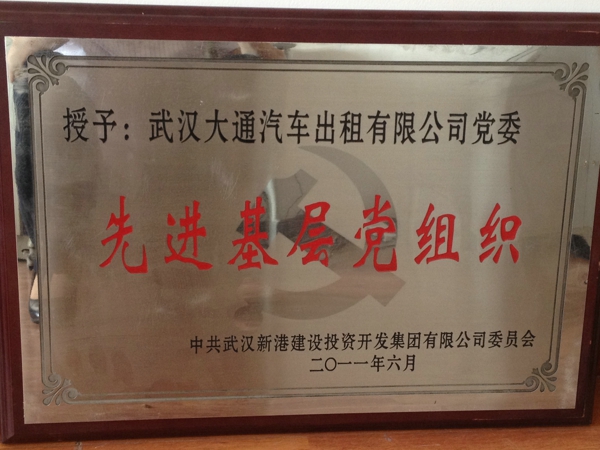 授予：武汉大通汽车出租有限公司党委
先进基层党组织
中共武汉新港建设投资开发集团有限公司委员会
二〇一一年六月